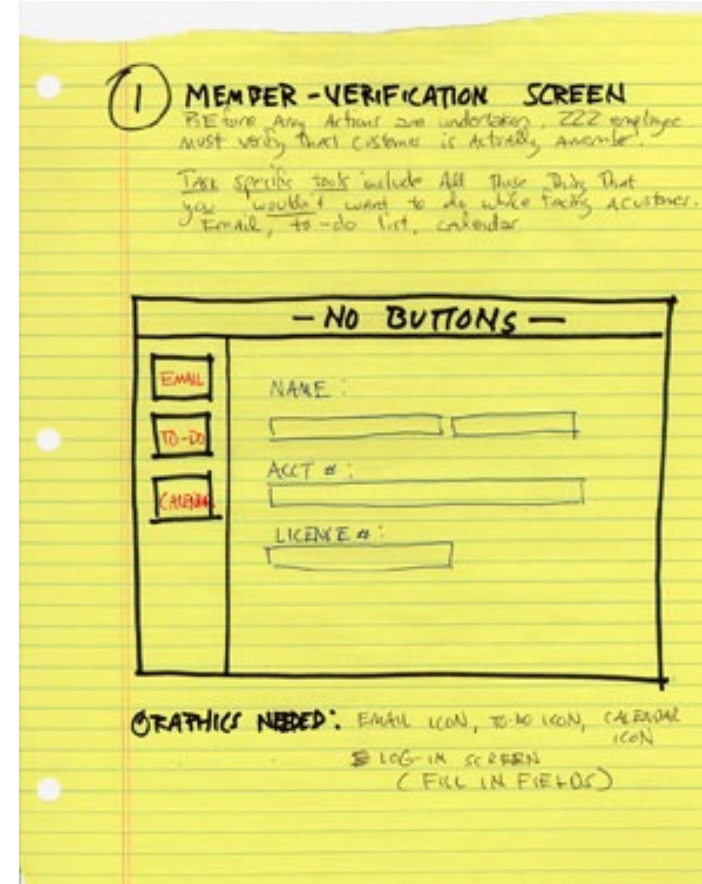 1 MEMBER-VERIFICATION SCREEN
BEfore Any Actions are undertaken, ZZZ employee
must verify that customer is Actually
Task specific tools include All those Things that
you wouldn't want to do while facing a customer.
Email, to-do list, calendar
- NO BUTTONS -
EMAIL
TO-DO
CALENDAR
NAME:
ACCT #:
LICENSE #:
GRAPHICS NEEDED: EMAIL ICON, TO-DO ICON, CALENDAR
ICON
LOG-IN SCREEN
(FILL IN FIELDS)